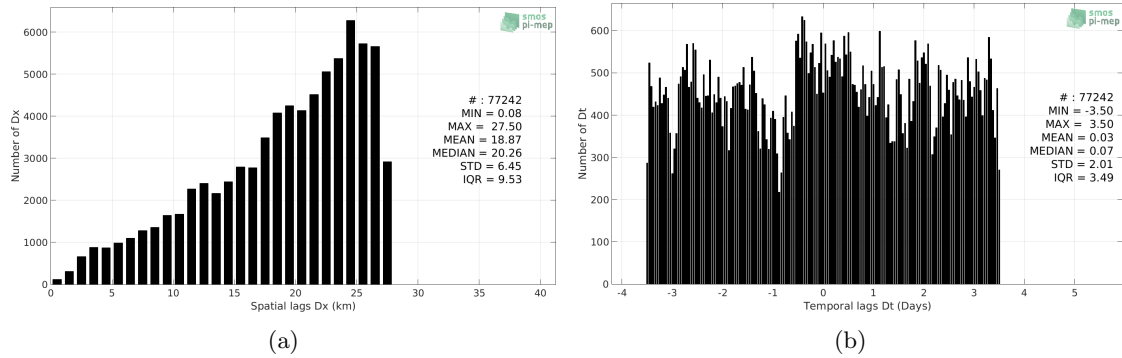 smos
pi-mep
Number of Dx
6000
5000
4000
3000
2000
1000
0
# : 77242
MIN = 0.08
MAX = 27.50
MEAN = 18.87
MEDIAN = 20.26
STD = 6.45
IQR = 9.53
0 5 10 15 20 25 30 35 40
Spatial lags Dx (km)
(a)
smos
pi-mep
Number of Dt
600
500
400
300
200
100
0
# : 77242
MIN = -3.50
MAX = 3.50
MEAN = 0.03
MEDIAN = 0.07
STD = 2.01
IQR = 3.49
-4 -3 -2 -1 0 1 2 3 4 5
Temporal lags Dt (Days)
(b)